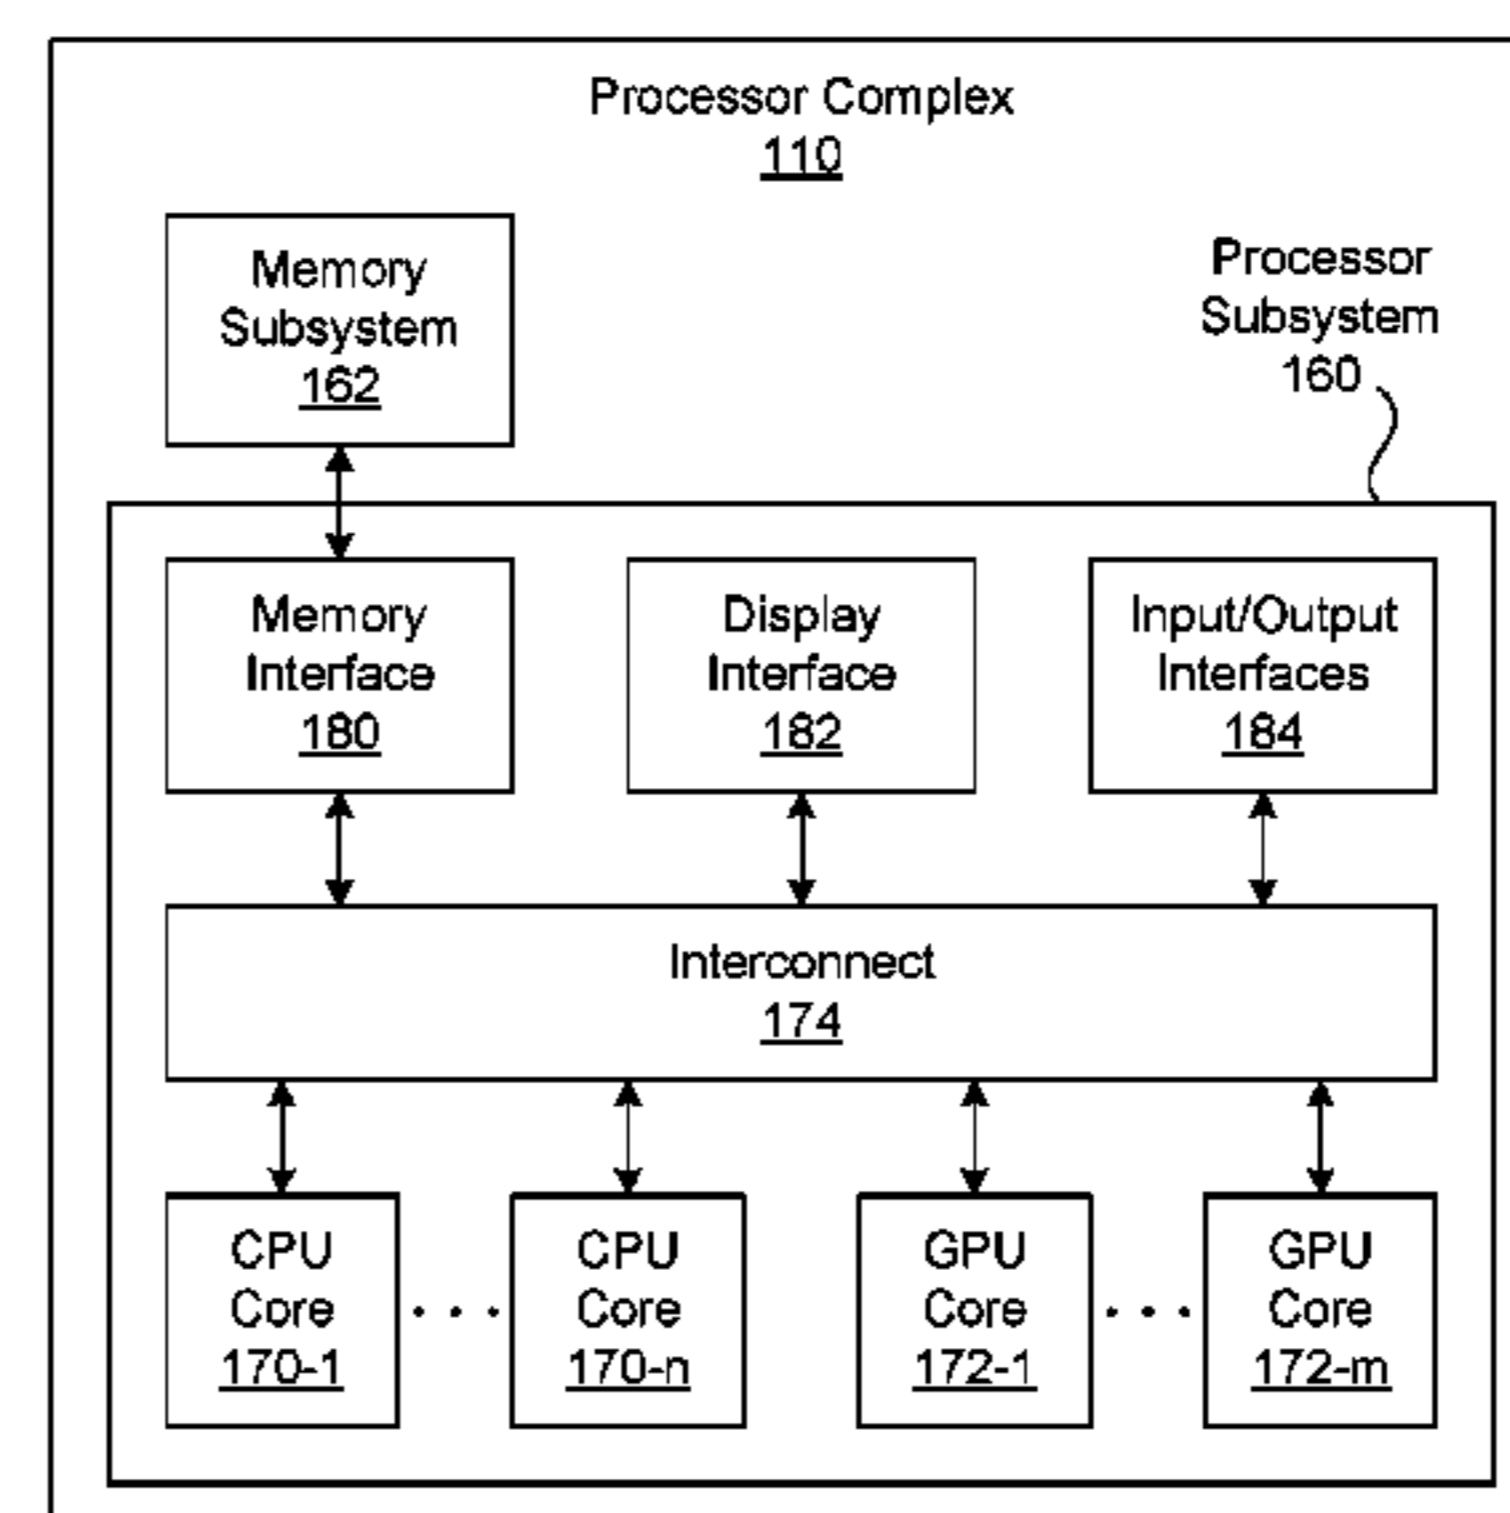 Processor Complex
110
Memory
Subsystem
162
Processor
Subsystem
160
Memory
Interface
180
Display
Interface
182
Input/Output
Interfaces
184
Interconnect
174
CPU
Core
170-1
. . .
CPU
Core
170-n
GPU
Core
172-1
. . .
GPU
Core
172-m